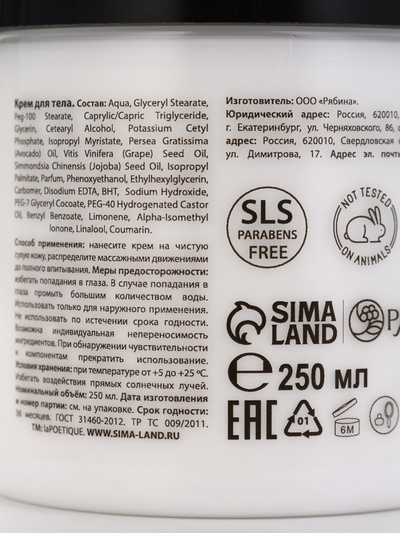 Крем для тела. Состав: Aqua, Glyceryl Stearate,
Peg-100 Stearate, Caprylic/Capric Triglyceride,
Glycerin, Cetearyl Alcohol, Potassium Cetyl
Phosphate, Isopropyl Myristate, Persea Gratissima
(Avocado) Oil, Vitis Vinifera (Grape) Seed Oil,
Simmondsia Chinensis (Jojoba) Seed Oil, Isopropyl
Palmitate, Parfum, Phenoxyethanol, Ethylhexylglycerin,
Carbomer, Disodium EDTA, BHT, Sodium Hydroxide,
PEG-7 Glyceryl Cocoate, PEG-40 Hydrogenated Castor
Oil, Benzyl Benzoate, Limonene, Alpha-Isomethyl
Ionone, Linalool, Coumarin.
Способ применения: нанесите крем на чистую
сухую кожу, распределите массажными движениями
до полного впитывания. Меры предосторожности:
избегать попадания в глаза. В случае попадания в
глаза промыть большим количеством воды.
Использовать только для наружного применения.
Не использовать по истечении срока годности.
Возможна индивидуальная непереносимость
ингредиентов. При обнаружении чувствительности
к компонентам прекратить использование.
Условия хранения: при температуре от +5 до +25 ºС.
Избегать воздействия прямых солнечных лучей.
Номинальный объём: 250 мл. Дата изготовления
и номер партии: см. на упаковке. Срок годности:
36 месяцев. ГОСТ 31460-2012. ТР ТС 009/2011.
TM: laPOETIQUE. WWW.SIMA-LAND.RU
Изготовитель: ООО «Рябина».
Юридический адрес: Россия, 620010,
г. Екатеринбург, ул. Черняховского, 86,
адрес: Россия, 620010, Свердловская
ул. Димитрова, 17. Адрес эл.
SLS
PARABENS
FREE
NOT TESTED
ON ANIMALS
SIMA
LAND
℮ 250 мл
EAC
01
6M